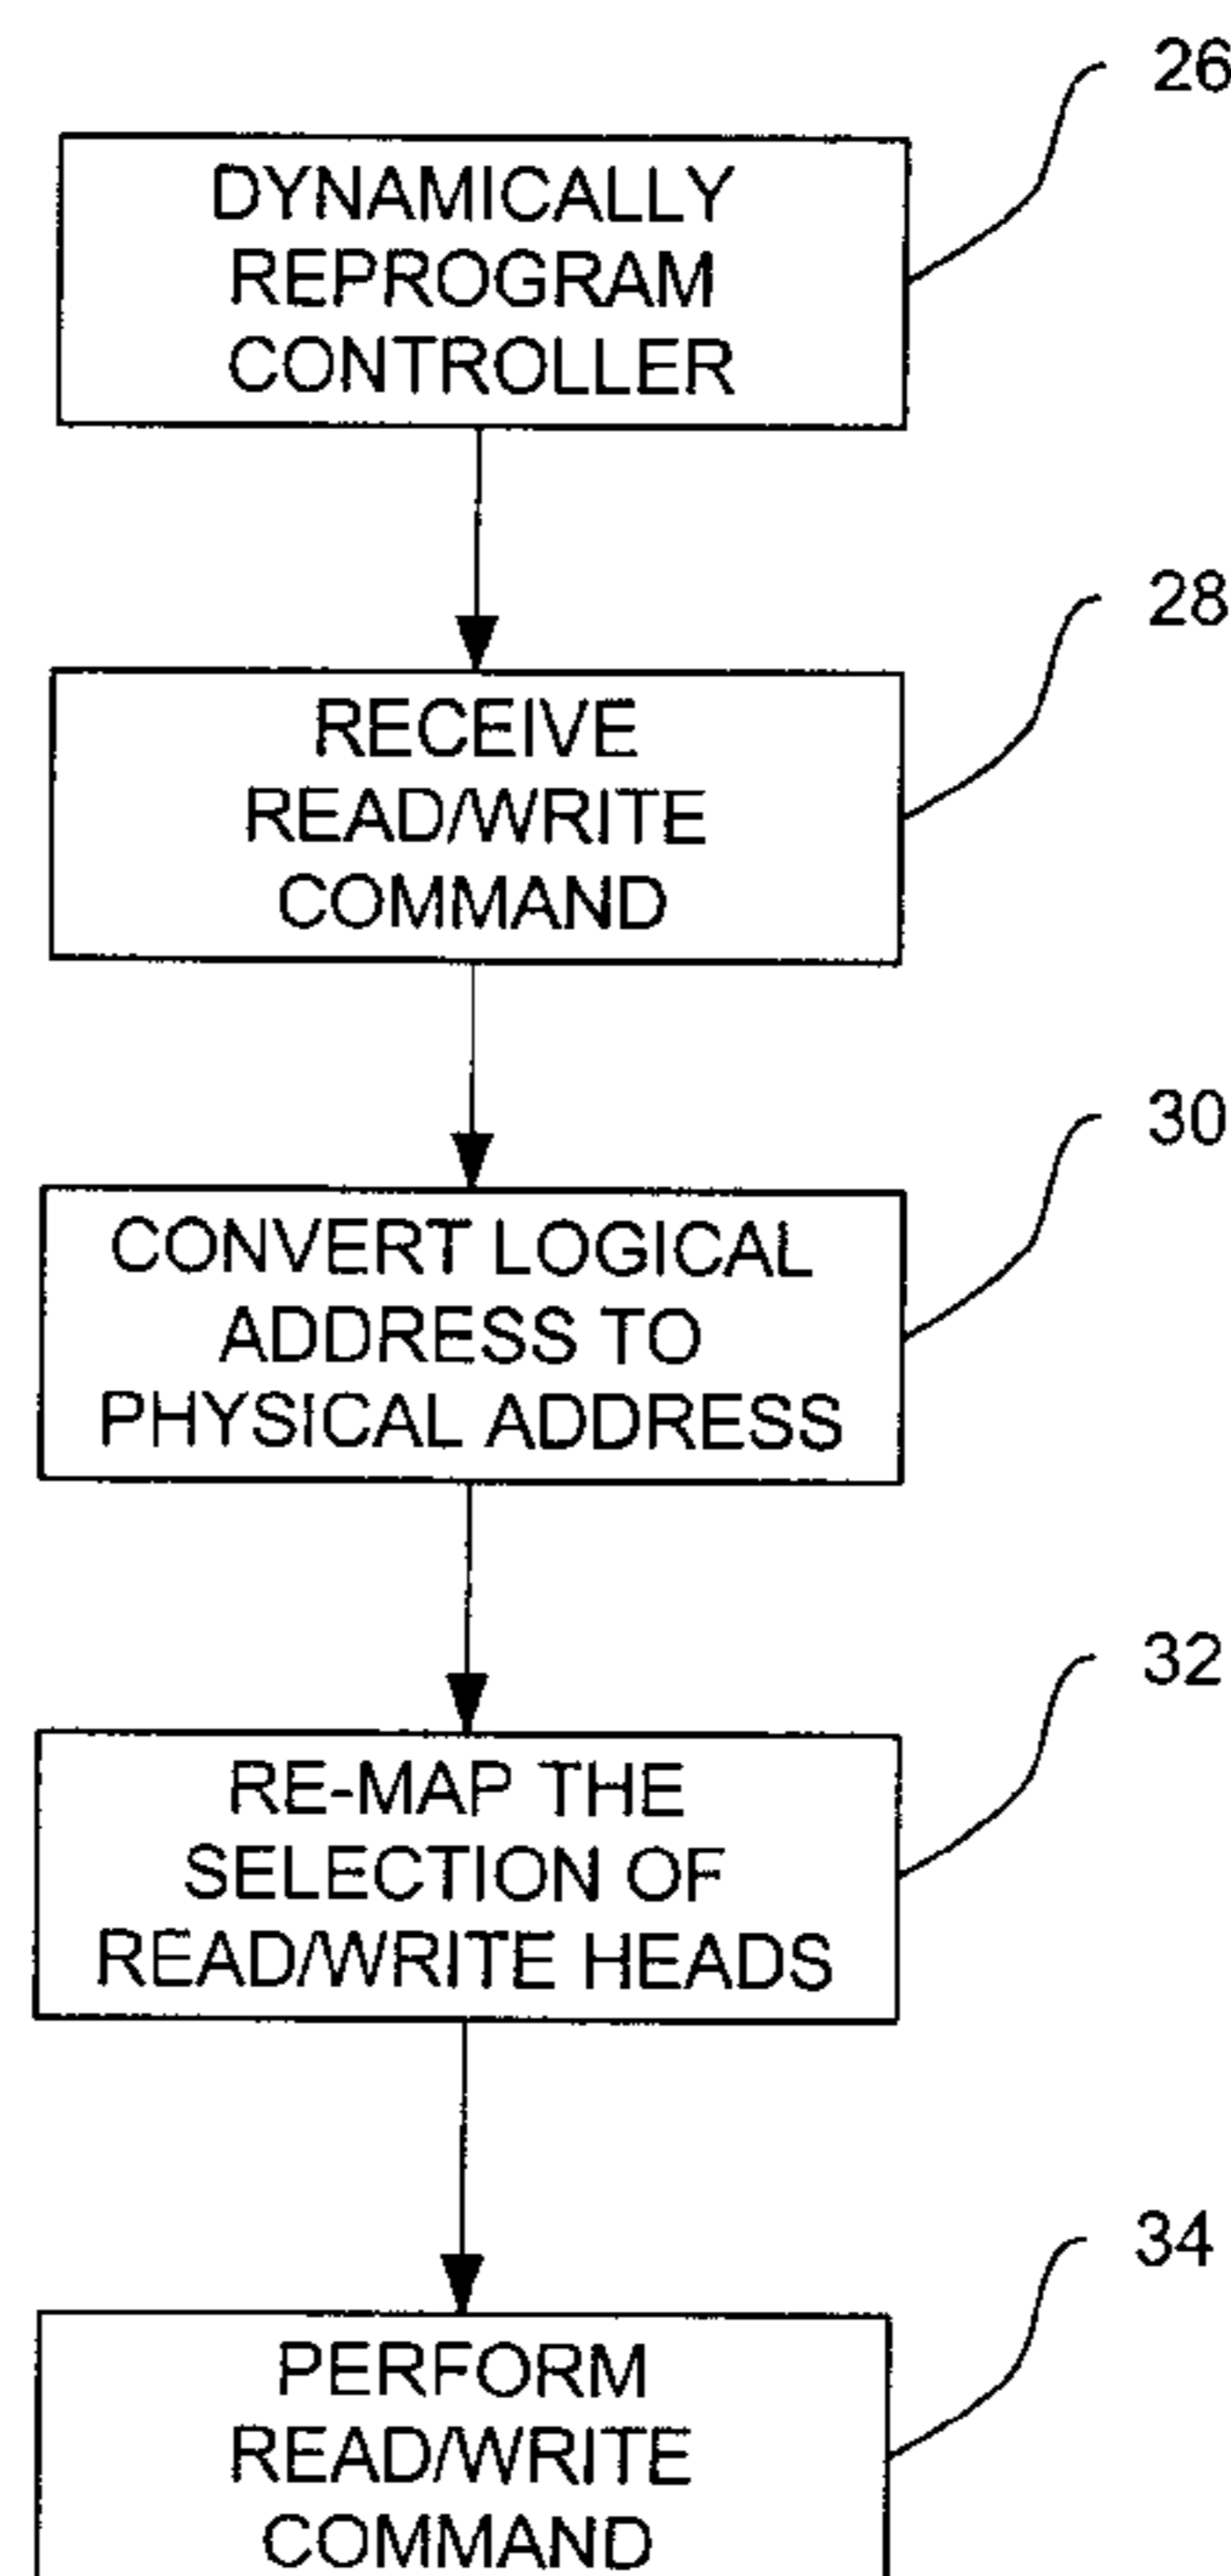 26
DYNAMICALLY
REPROGRAM
CONTROLLER
28
RECEIVE
READ/WRITE
COMMAND
30
CONVERT LOGICAL
ADDRESS TO
PHYSICAL ADDRESS
32
RE-MAP THE
SELECTION OF
READ/WRITE HEADS
34
PERFORM
READ/WRITE
COMMAND